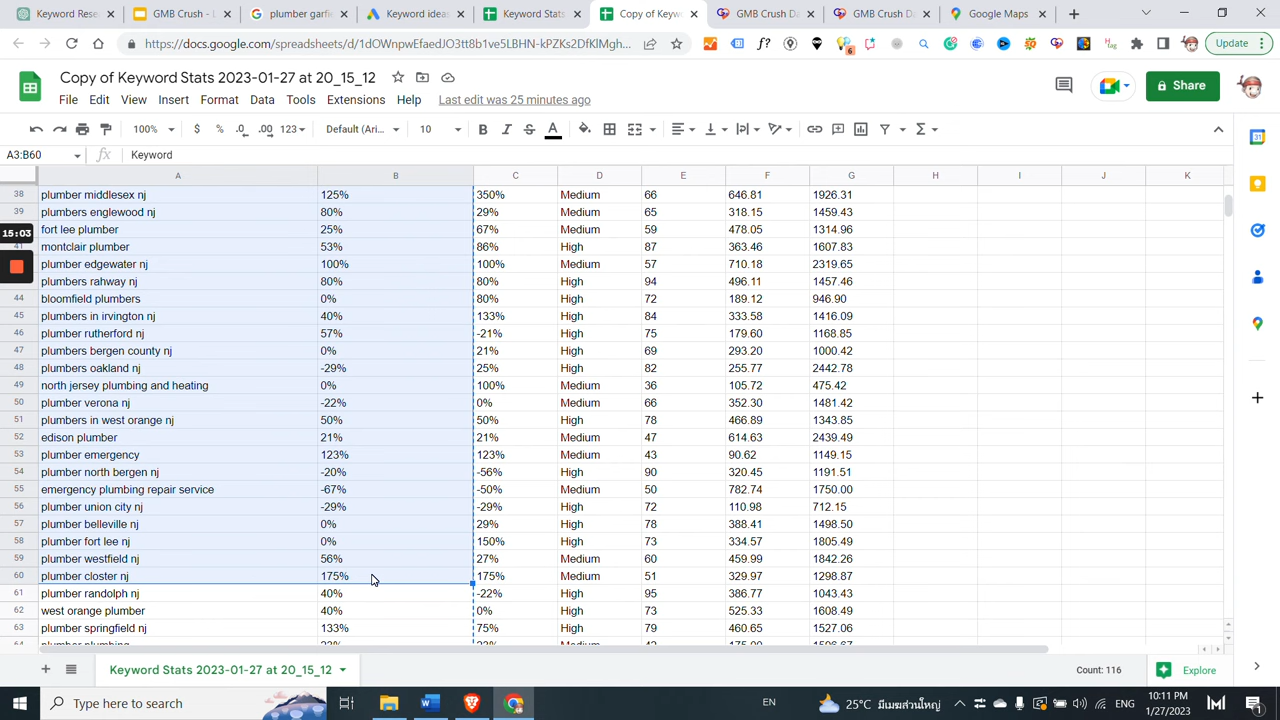 Keyword Resea
GMB Crush - L
plumber garfie
Keyword ideas
Keyword Stats
Copy of Keyw
GMB Crush De
GMB Crush Dy
Google Maps
https://docs.google.com/spreadsheets/d/1dOWnpwEfaedJO3tt8b1ve5LBHN-kPZKs2DfKlMgh...
Update
Copy of Keyword Stats 2023-01-27 at 20_15_12
File Edit View Insert Format Data Tools Extensions Help Last edit was 25 minutes ago
Share
100% $ % .0 .00 123 Default (Ari... 10 B I S A
A3:B60 fx Keyword
A B C D E F G H I J K
38 plumber middlesex nj 125% 350% Medium 66 646.81 1926.31
39 plumbers englewood nj 80% 29% Medium 65 318.15 1459.43
15:03 fort lee plumber 25% 67% Medium 59 478.05 1314.96
41 montclair plumber 53% 86% High 87 363.46 1607.83
plumber edgewater nj 100% 100% Medium 57 710.18 2319.65
plumbers rahway nj 80% 80% High 94 496.11 1457.46
44 bloomfield plumbers 0% 80% High 72 189.12 946.90
45 plumbers in irvington nj 40% 133% High 84 333.58 1416.09
46 plumber rutherford nj 57% -21% High 75 179.60 1168.85
47 plumbers bergen county nj 0% 21% High 69 293.20 1000.42
48 plumbers oakland nj -29% 25% High 82 255.77 2442.78
49 north jersey plumbing and heating 0% 100% Medium 36 105.72 475.42
50 plumber verona nj -22% 0% Medium 66 352.30 1481.42
51 plumbers in west orange nj 50% 50% High 78 466.89 1343.85
52 edison plumber 21% 21% Medium 47 614.63 2439.49
53 plumber emergency 123% 123% Medium 43 90.62 1149.15
54 plumber north bergen nj -20% -56% High 90 320.45 1191.51
55 emergency plumbing repair service -67% -50% Medium 50 782.74 1750.00
56 plumber union city nj -29% -29% High 72 110.98 712.15
57 plumber belleville nj 0% 29% High 78 388.41 1498.50
58 plumber fort lee nj 0% 150% High 73 334.57 1805.49
59 plumber westfield nj 56% 27% Medium 60 459.99 1842.26
60 plumber closter nj 175% 175% Medium 51 329.97 1298.87
61 plumber randolph nj 40% -22% High 95 386.77 1043.43
62 west orange plumber 40% 0% High 73 525.33 1608.49
63 plumber springfield nj 133% 75% High 79 460.65 1527.06
Keyword Stats 2023-01-27 at 20_15_12
Count: 116
Explore
Type here to search
EN
25°C มีเมฆส่วนใหญ่
ENG
10:11 PM
1/27/2023